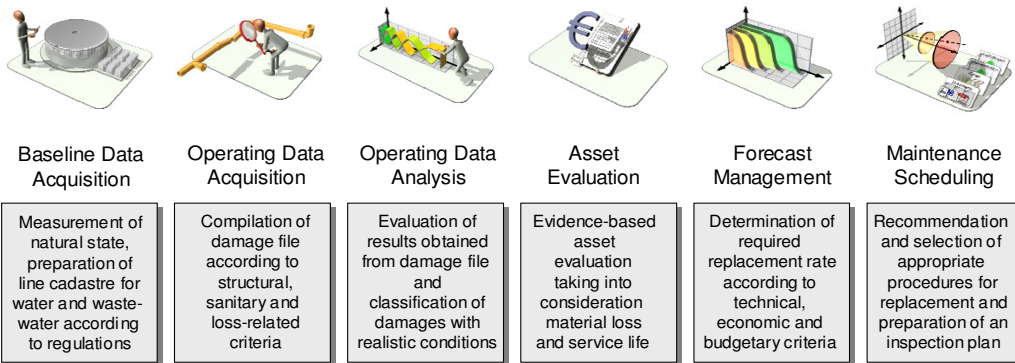 Baseline Data
Acquisition
Measurement of
natural state,
preparation of
line cadastre for
water and waste-
water according
to regulations
Operating Data
Acquisition
Compilation of
damage file
according to
structural,
sanitary and
loss-related
criteria
Operating Data
Analysis
Evaluation of
results obtained
from damage file
and
classification of
damages with
realistic conditions
Asset
Evaluation
Evidence-based
asset
evaluation
taking into
consideration
material loss
and service life
Forecast
Management
Determination of
required
replacement rate
according to
technical,
economic and
budgetary criteria
Maintenance
Scheduling
Recommendation
and selection of
appropriate
procedures for
replacement and
preparation of an
inspection plan